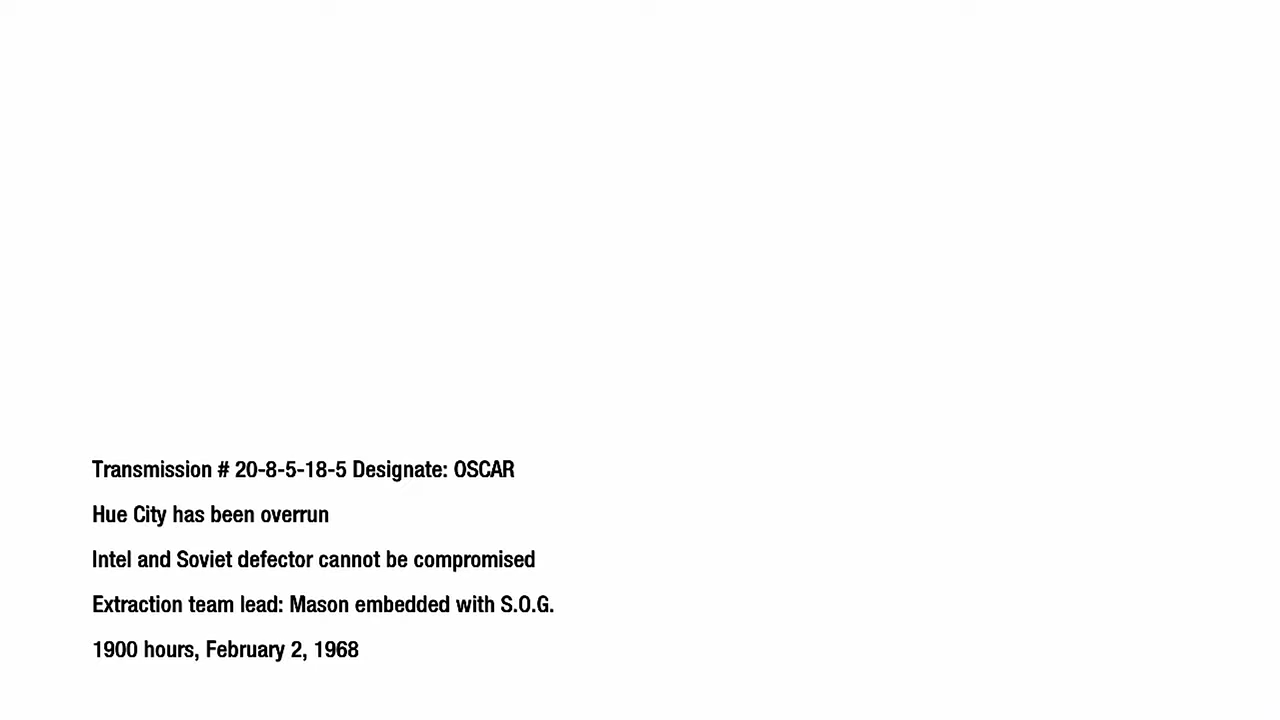 Transmission # 20-8-5-18-5 Designate: OSCAR
Hue City has been overrun
Intel and Soviet defector cannot be compromised
Extraction team lead: Mason embedded with S.O.G.
1900 hours, February 2, 1968